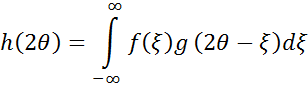 h(2θ) = ∫_{-∞}^{∞} f(ξ)g (2θ − ξ)dξ